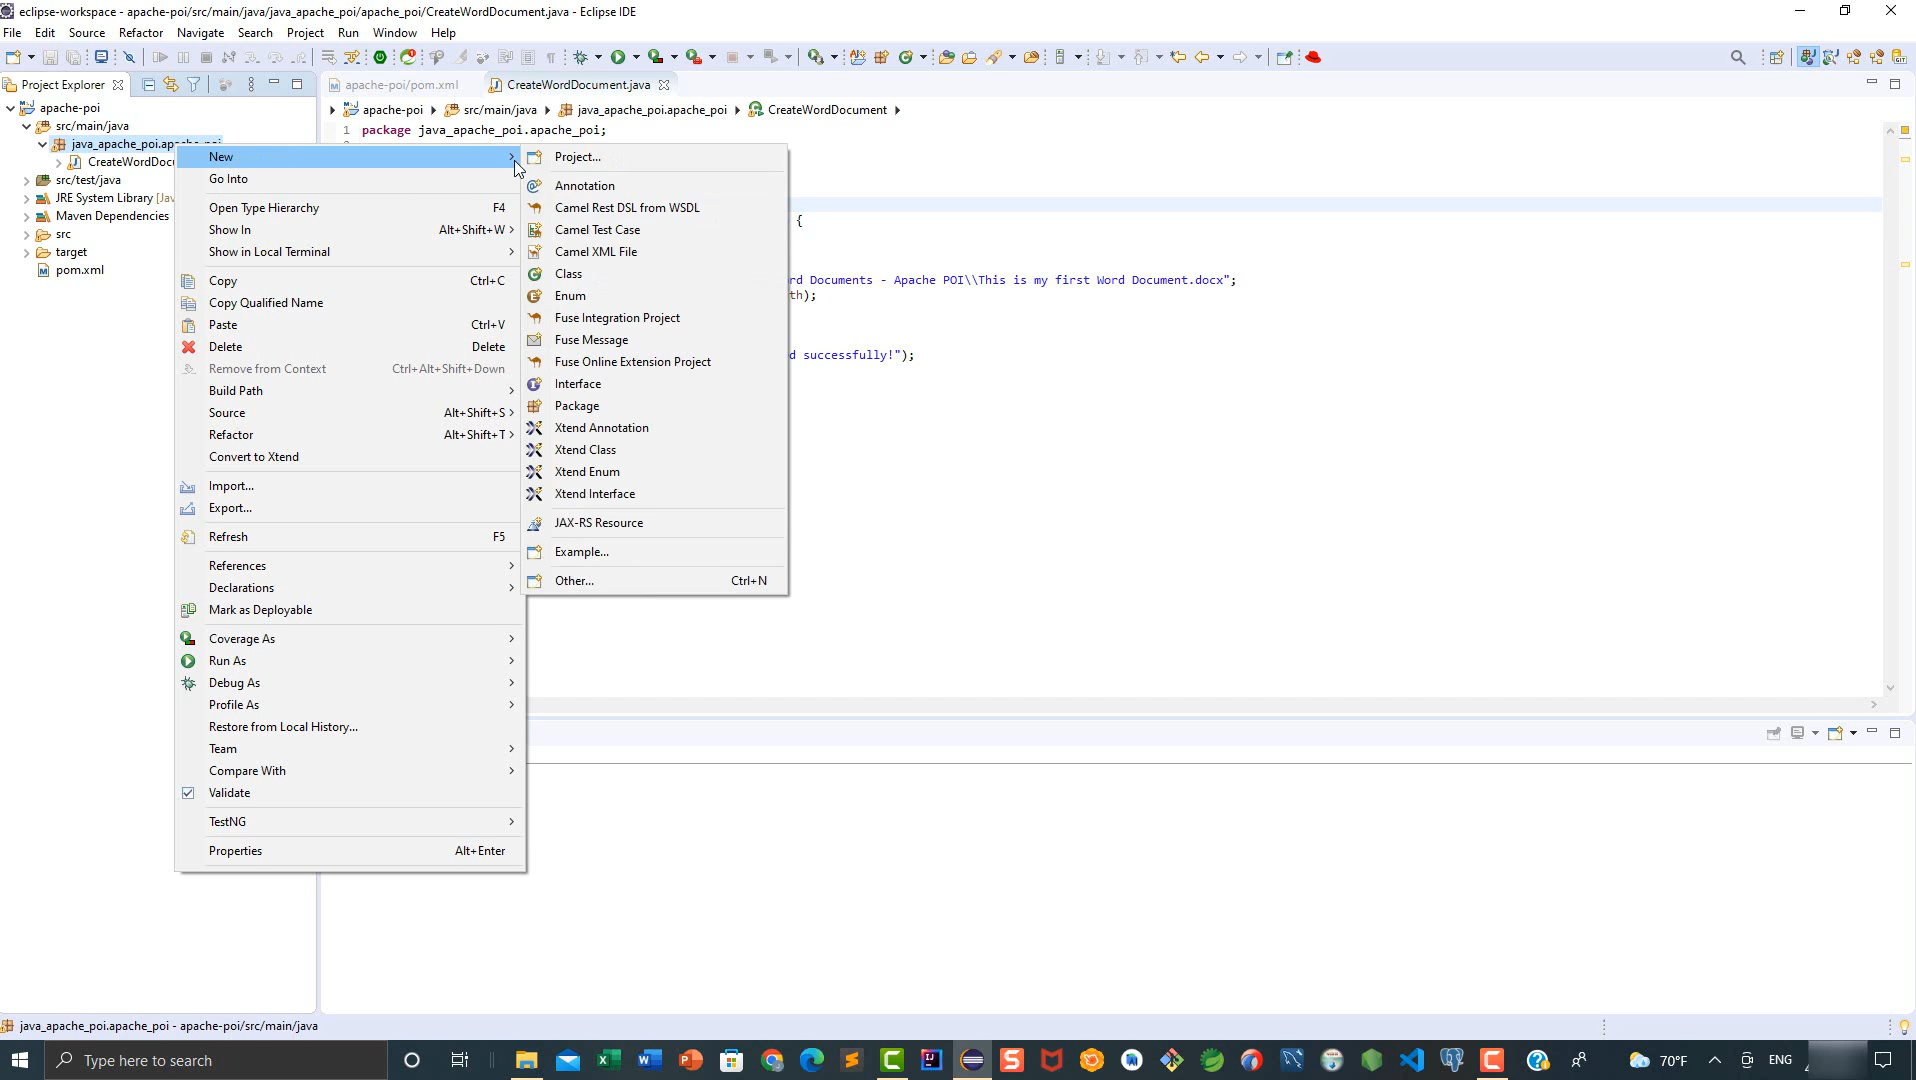 eclipse-workspace - apache-poi/src/main/java/java_apache_poi/apache_poi/CreateWordDocument.java - Eclipse IDE
File Edit Source Refactor Navigate Search Project Run Window Help
Project Explorer
apache-poi/pom.xml
CreateWordDocument.java
apache-poi
src/main/java
java_apache_poi.apache_poi
CreateWordDocument
apache-poi
src/main/java
java_apache_poi.apache_poi
CreateWordDocu
src/test/java
JRE System Library [Jav
Maven Dependencies
src
target
pom.xml
1 package java_apache_poi.apache_poi;
{
rd Documents - Apache POI\\This is my first Word Document.docx";
th);
d successfully!");
New
Go Into
Open Type Hierarchy F4
Show In Alt+Shift+W
Show in Local Terminal
Copy Ctrl+C
Copy Qualified Name
Paste Ctrl+V
Delete Delete
Remove from Context Ctrl+Alt+Shift+Down
Build Path
Source Alt+Shift+S
Refactor Alt+Shift+T
Convert to Xtend
Import...
Export...
Refresh F5
References
Declarations
Mark as Deployable
Coverage As
Run As
Debug As
Profile As
Restore from Local History...
Team
Compare With
Validate
TestNG
Properties Alt+Enter
Project...
Annotation
Camel Rest DSL from WSDL
Camel Test Case
Camel XML File
Class
Enum
Fuse Integration Project
Fuse Message
Fuse Online Extension Project
Interface
Package
Xtend Annotation
Xtend Class
Xtend Enum
Xtend Interface
JAX-RS Resource
Example...
Other... Ctrl+N
java_apache_poi.apache_poi - apache-poi/src/main/java
Type here to search
70°F
ENG